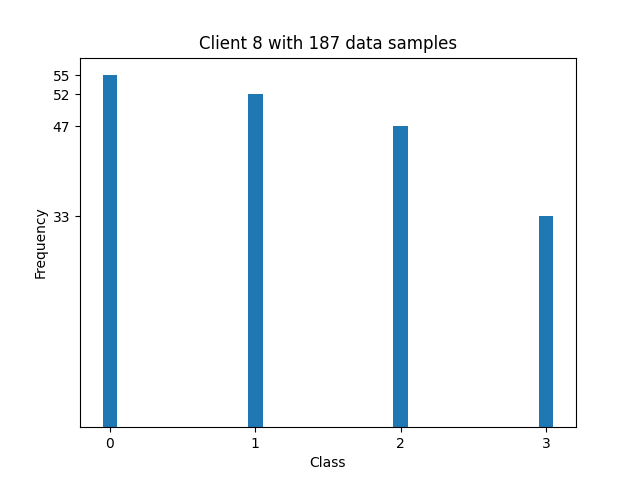 Client 8 with 187 data samples
55
52
47
33
Frequency
0 1 2 3
Class